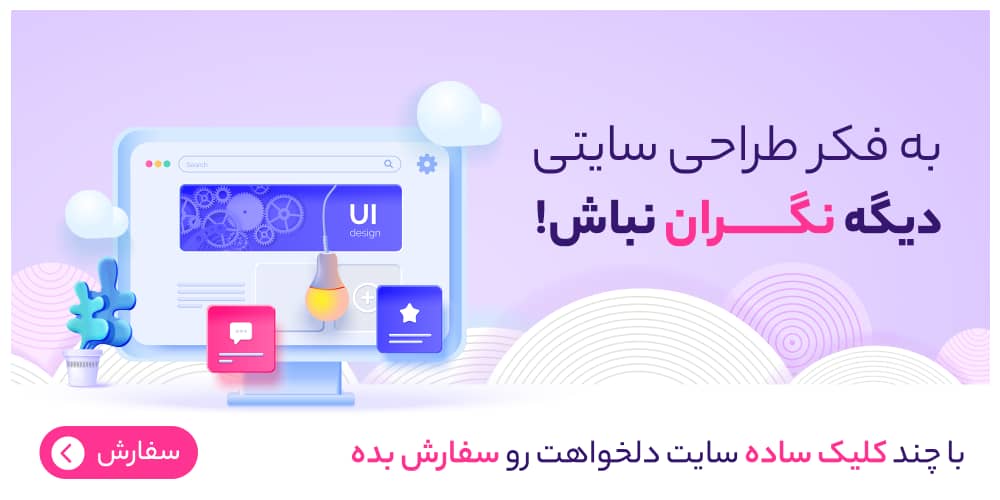 به فکر طراحی سایتی
دیگه نگران نباش!
Search
UI
design
با چند کلیک ساده سایت دلخواهت رو سفارش بده
سفارش